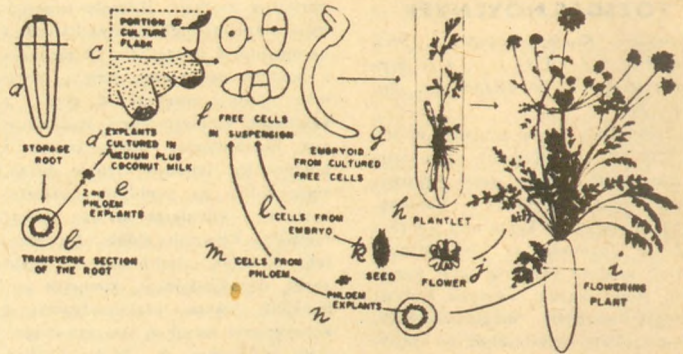 PORTION OF
CULTURE
FLASK
a
c
d
EXPLANTS
CULTURED IN
MEDIUM PLUS
COCONUT MILK
STORAGE
ROOT
e
2 mg
PHLOEM
EXPLANTS
b
TRANSVERSE SECTION
OF THE ROOT
f
FREE CELLS
IN SUSPENSION
g
EMBRYOID
FROM CULTURED
FREE CELLS
h
PLANTLET
i
FLOWERING
PLANT
j
FLOWER
k
SEED
l
CELLS FROM
EMBRYO
m
CELLS FROM
PHLOEM
n
PHLOEM
EXPLANTS